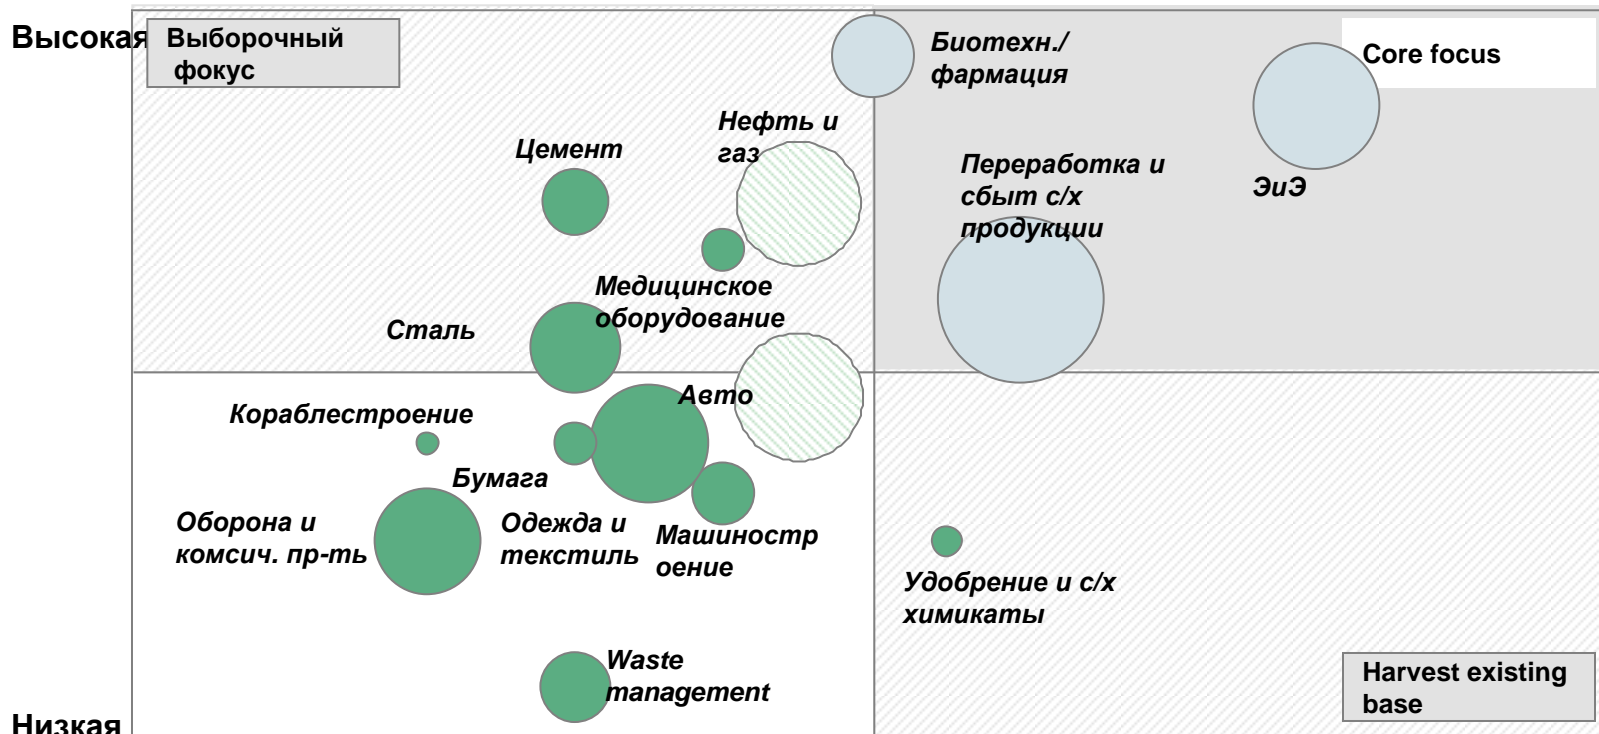 Высокая
Выборочный
фокус
Core focus
Биотехн./
фармация
Нефть и
газ
Цемент
Переработка и
сбыт с/х
продукции
ЭиЭ
Медицинское
оборудование
Сталь
Авто
Кораблестроение
Бумага
Оборона и
комсич. пр-ть
Одежда и
текстиль
Машиностр
оение
Удобрение и с/х
химикаты
Waste
management
Harvest existing
base
Низкая